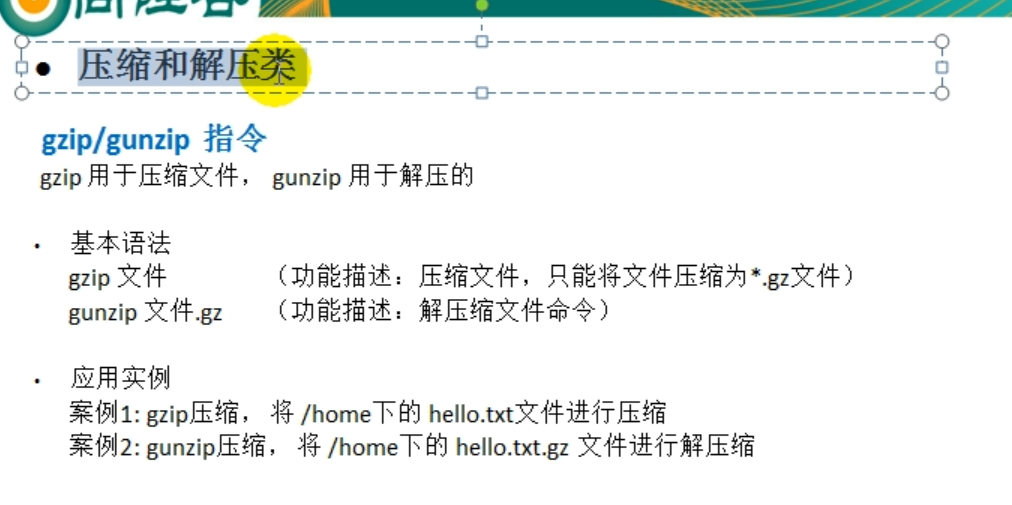 • 压缩和解压类
gzip/gunzip 指令
gzip 用于压缩文件， gunzip 用于解压的
• 基本语法
gzip 文件 （功能描述：压缩文件，只能将文件压缩为*.gz文件）
gunzip 文件.gz （功能描述：解压缩文件命令）
• 应用实例
案例1: gzip压缩， 将 /home下的 hello.txt文件进行压缩
案例2: gunzip压缩， 将 /home下的 hello.txt.gz 文件进行解压缩